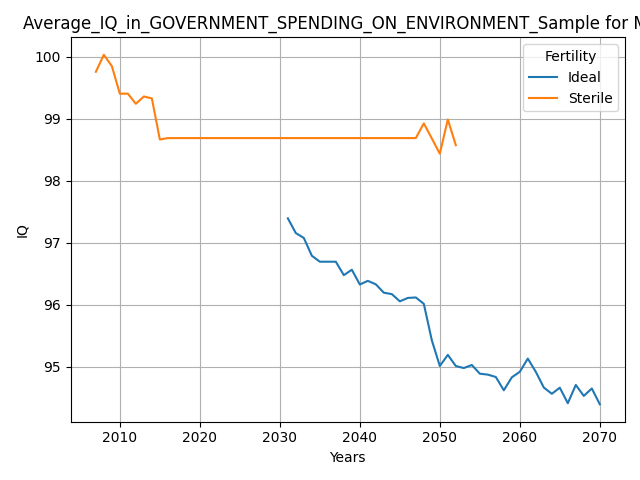 Average_IQ_in_GOVERNMENT_SPENDING_ON_ENVIRONMENT_Sample for M
Fertility
Ideal
Sterile
100
99
98
97
96
95
IQ
2010 2020 2030 2040 2050 2060 2070
Years